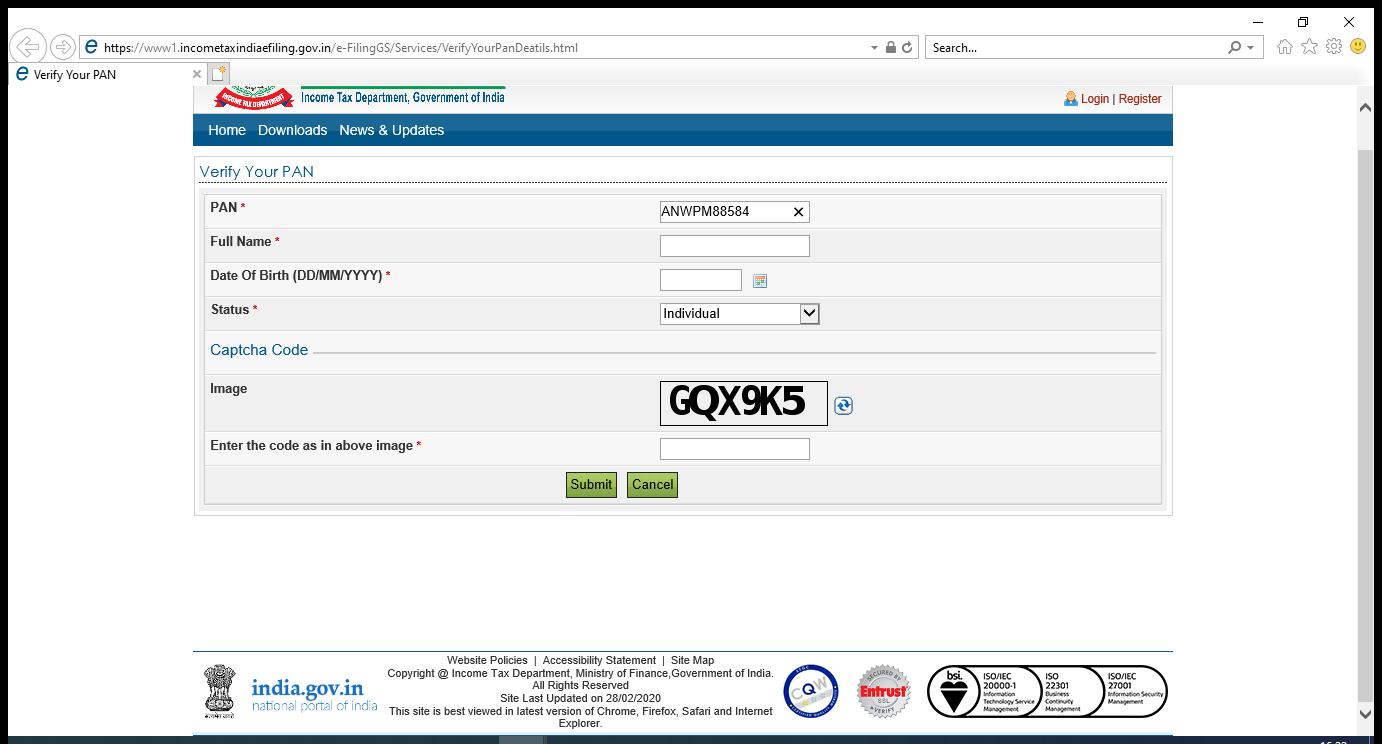 https://www1.incometaxindiaefiling.gov.in/e-FilingGS/Services/VerifyYourPanDeatils.html
Search...
Verify Your PAN
INCOME TAX DEPARTMENT
Income Tax Department, Government of India
Login | Register
Home Downloads News & Updates
Verify Your PAN
PAN *
ANWPM88584
Full Name *
Date Of Birth (DD/MM/YYYY) *
Status *
Individual
Captcha Code
Image
GQX9K5
Enter the code as in above image *
Submit Cancel
Website Policies | Accessibility Statement | Site Map
Copyright @ Income Tax Department, Ministry of Finance,Government of India.
All Rights Reserved
Site Last Updated on 28/02/2020
This site is best viewed in latest version of Chrome, Firefox, Safari and Internet
Explorer.
सत्यमेव जयते
india.gov.in
national portal of india
CQW
SECURED BY
Entrust
SSL
VERIFY
bsi.
ISO/IEC
20000-1
Information Technology Service
Management
ISO
22301
Business
Continuity
Management
ISO/IEC
27001
Information Security
Management